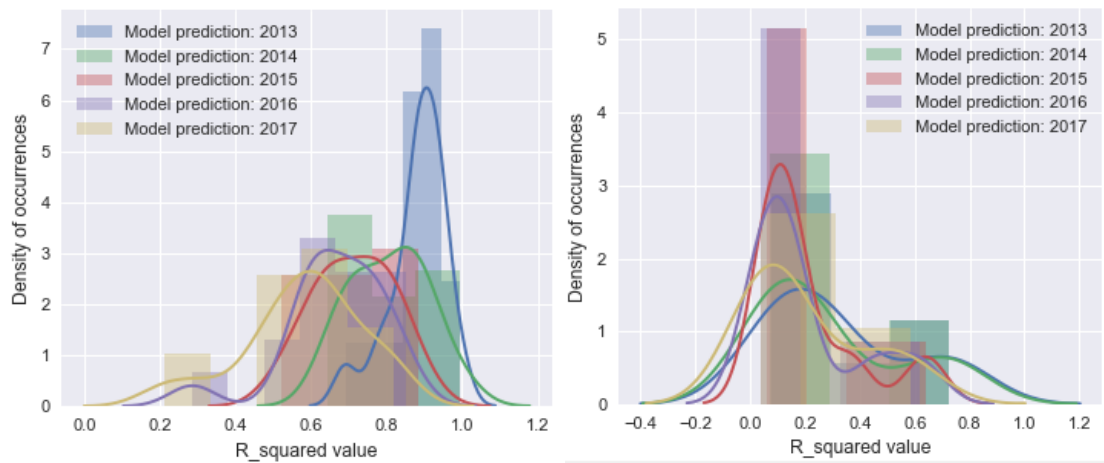 Model prediction: 2013
Model prediction: 2014
Model prediction: 2015
Model prediction: 2016
Model prediction: 2017
Density of occurrences
7
6
5
4
3
2
1
0
0.0 0.2 0.4 0.6 0.8 1.0 1.2
R_squared value
Model prediction: 2013
Model prediction: 2014
Model prediction: 2015
Model prediction: 2016
Model prediction: 2017
Density of occurrences
5
4
3
2
1
0
−0.4 −0.2 0.0 0.2 0.4 0.6 0.8 1.0 1.2
R_squared value